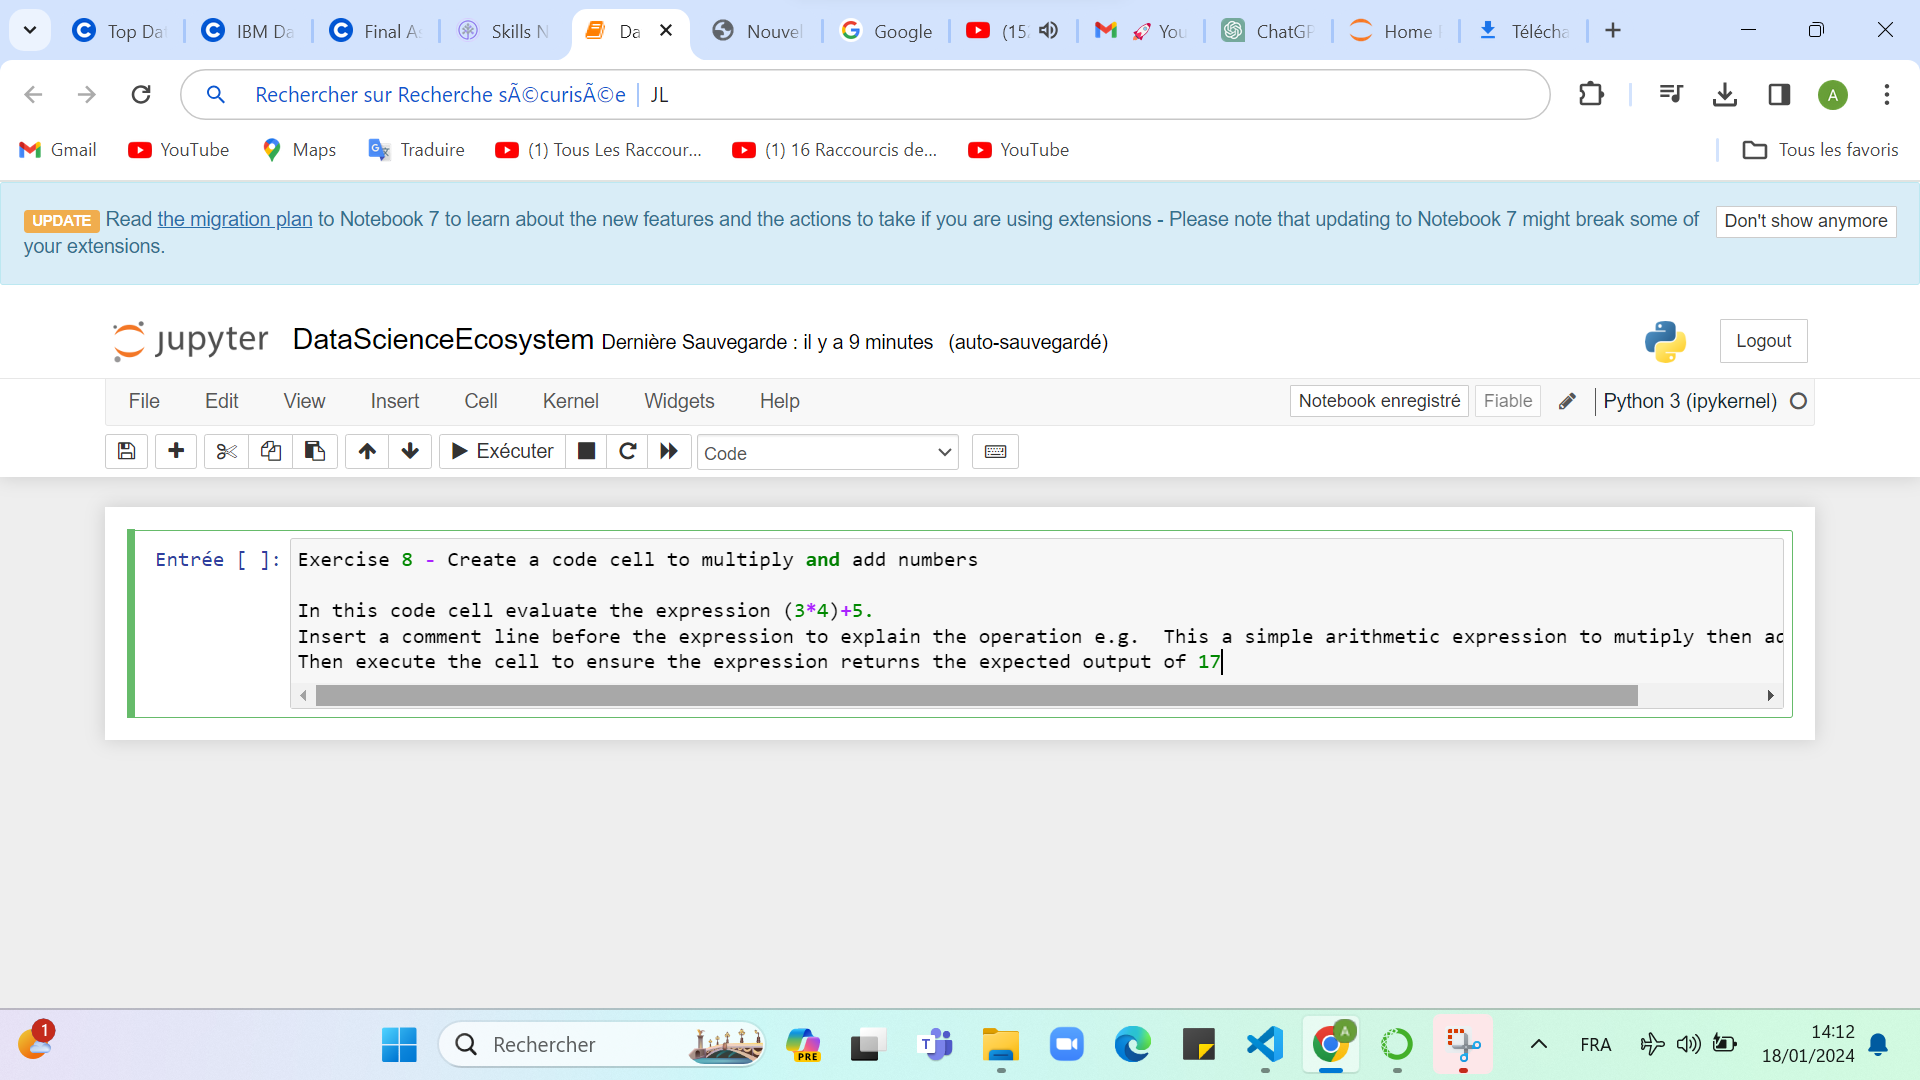 Top Da
IBM Da
Final A
Skills N
Da
Nouvel
Google
(15
You
ChatGP
Home
Télécha
Rechercher sur Recherche sÃ©curisÃ©e | JL
A
Gmail
YouTube
Maps
Traduire
(1) Tous Les Raccour...
(1) 16 Raccourcis de...
YouTube
Tous les favoris
UPDATE Read the migration plan to Notebook 7 to learn about the new features and the actions to take if you are using extensions - Please note that updating to Notebook 7 might break some of
your extensions.
Don't show anymore
jupyter DataScienceEcosystem Dernière Sauvegarde : il y a 9 minutes (auto-sauvegardé)
Logout
File Edit View Insert Cell Kernel Widgets Help
Notebook enregistré Fiable Python 3 (ipykernel)
Exécuter
Code
Entrée [ ]: Exercise 8 - Create a code cell to multiply and add numbers
In this code cell evaluate the expression (3*4)+5.
Insert a comment line before the expression to explain the operation e.g.  This a simple arithmetic expression to mutiply then ad
Then execute the cell to ensure the expression returns the expected output of 17
1
Rechercher
PRE
T
A
FRA
14:12
18/01/2024